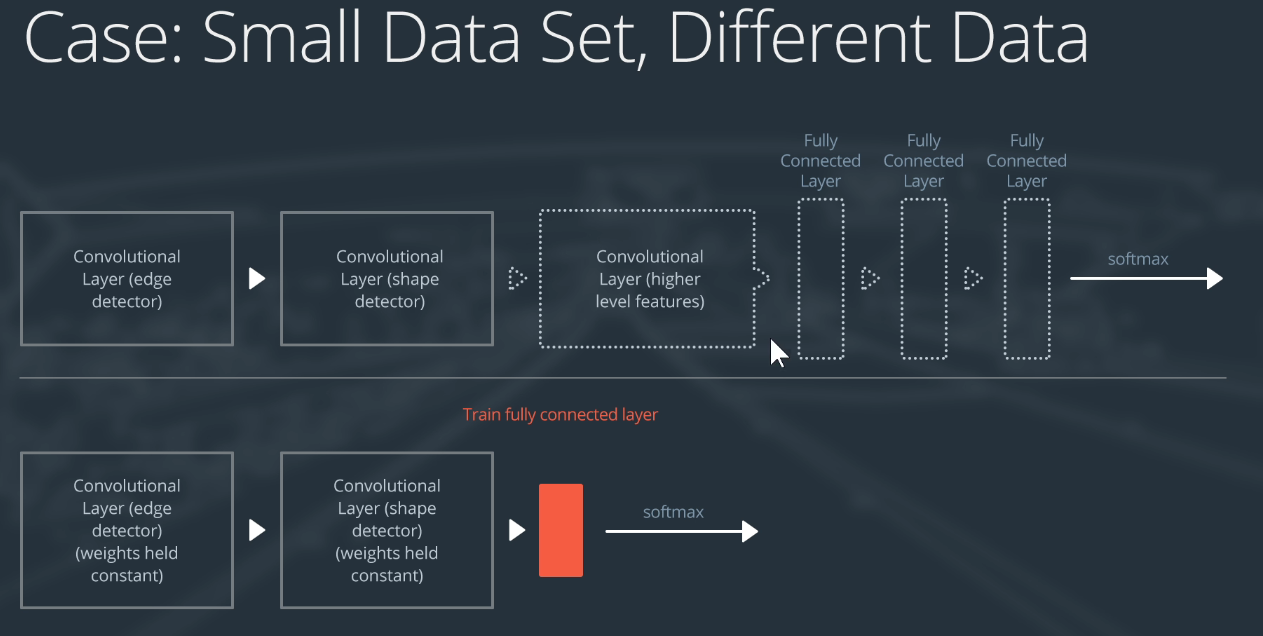 Case: Small Data Set, Different Data
Fully
Connected
Layer
Fully
Connected
Layer
Fully
Connected
Layer
Convolutional
Layer (edge
detector)
Convolutional
Layer (shape
detector)
Convolutional
Layer (higher
level features)
softmax
Train fully connected layer
Convolutional
Layer (edge
detector)
(weights held
constant)
Convolutional
Layer (shape
detector)
(weights held
constant)
softmax